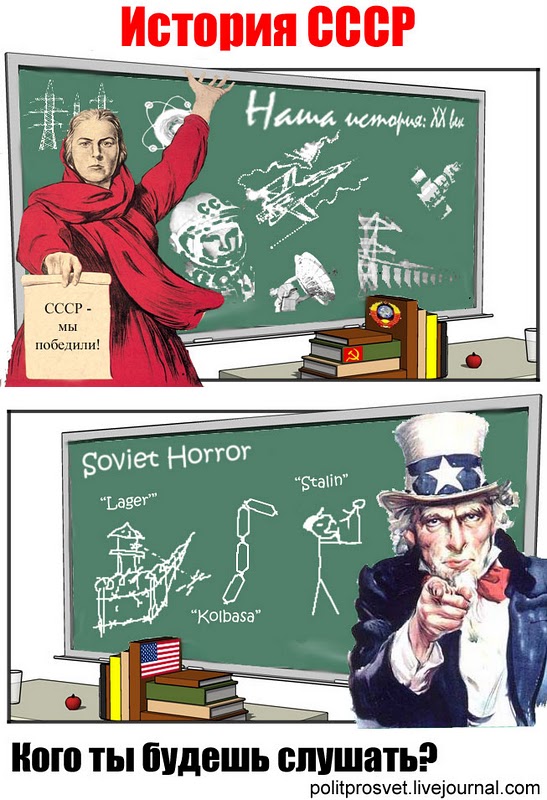 История СССР
Наша история: XX век
СС
СССР -
мы
победили!
Soviet Horror
"Lager"
"Stalin"
"Kolbasa"
Кого ты будешь слушать?
politprosvet.livejournal.com